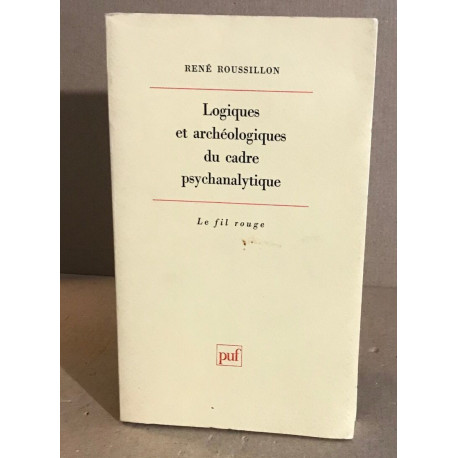 RENÉ ROUSSILLON
Logiques
et archéologiques
du cadre
psychanalytique
Le fil rouge
puf